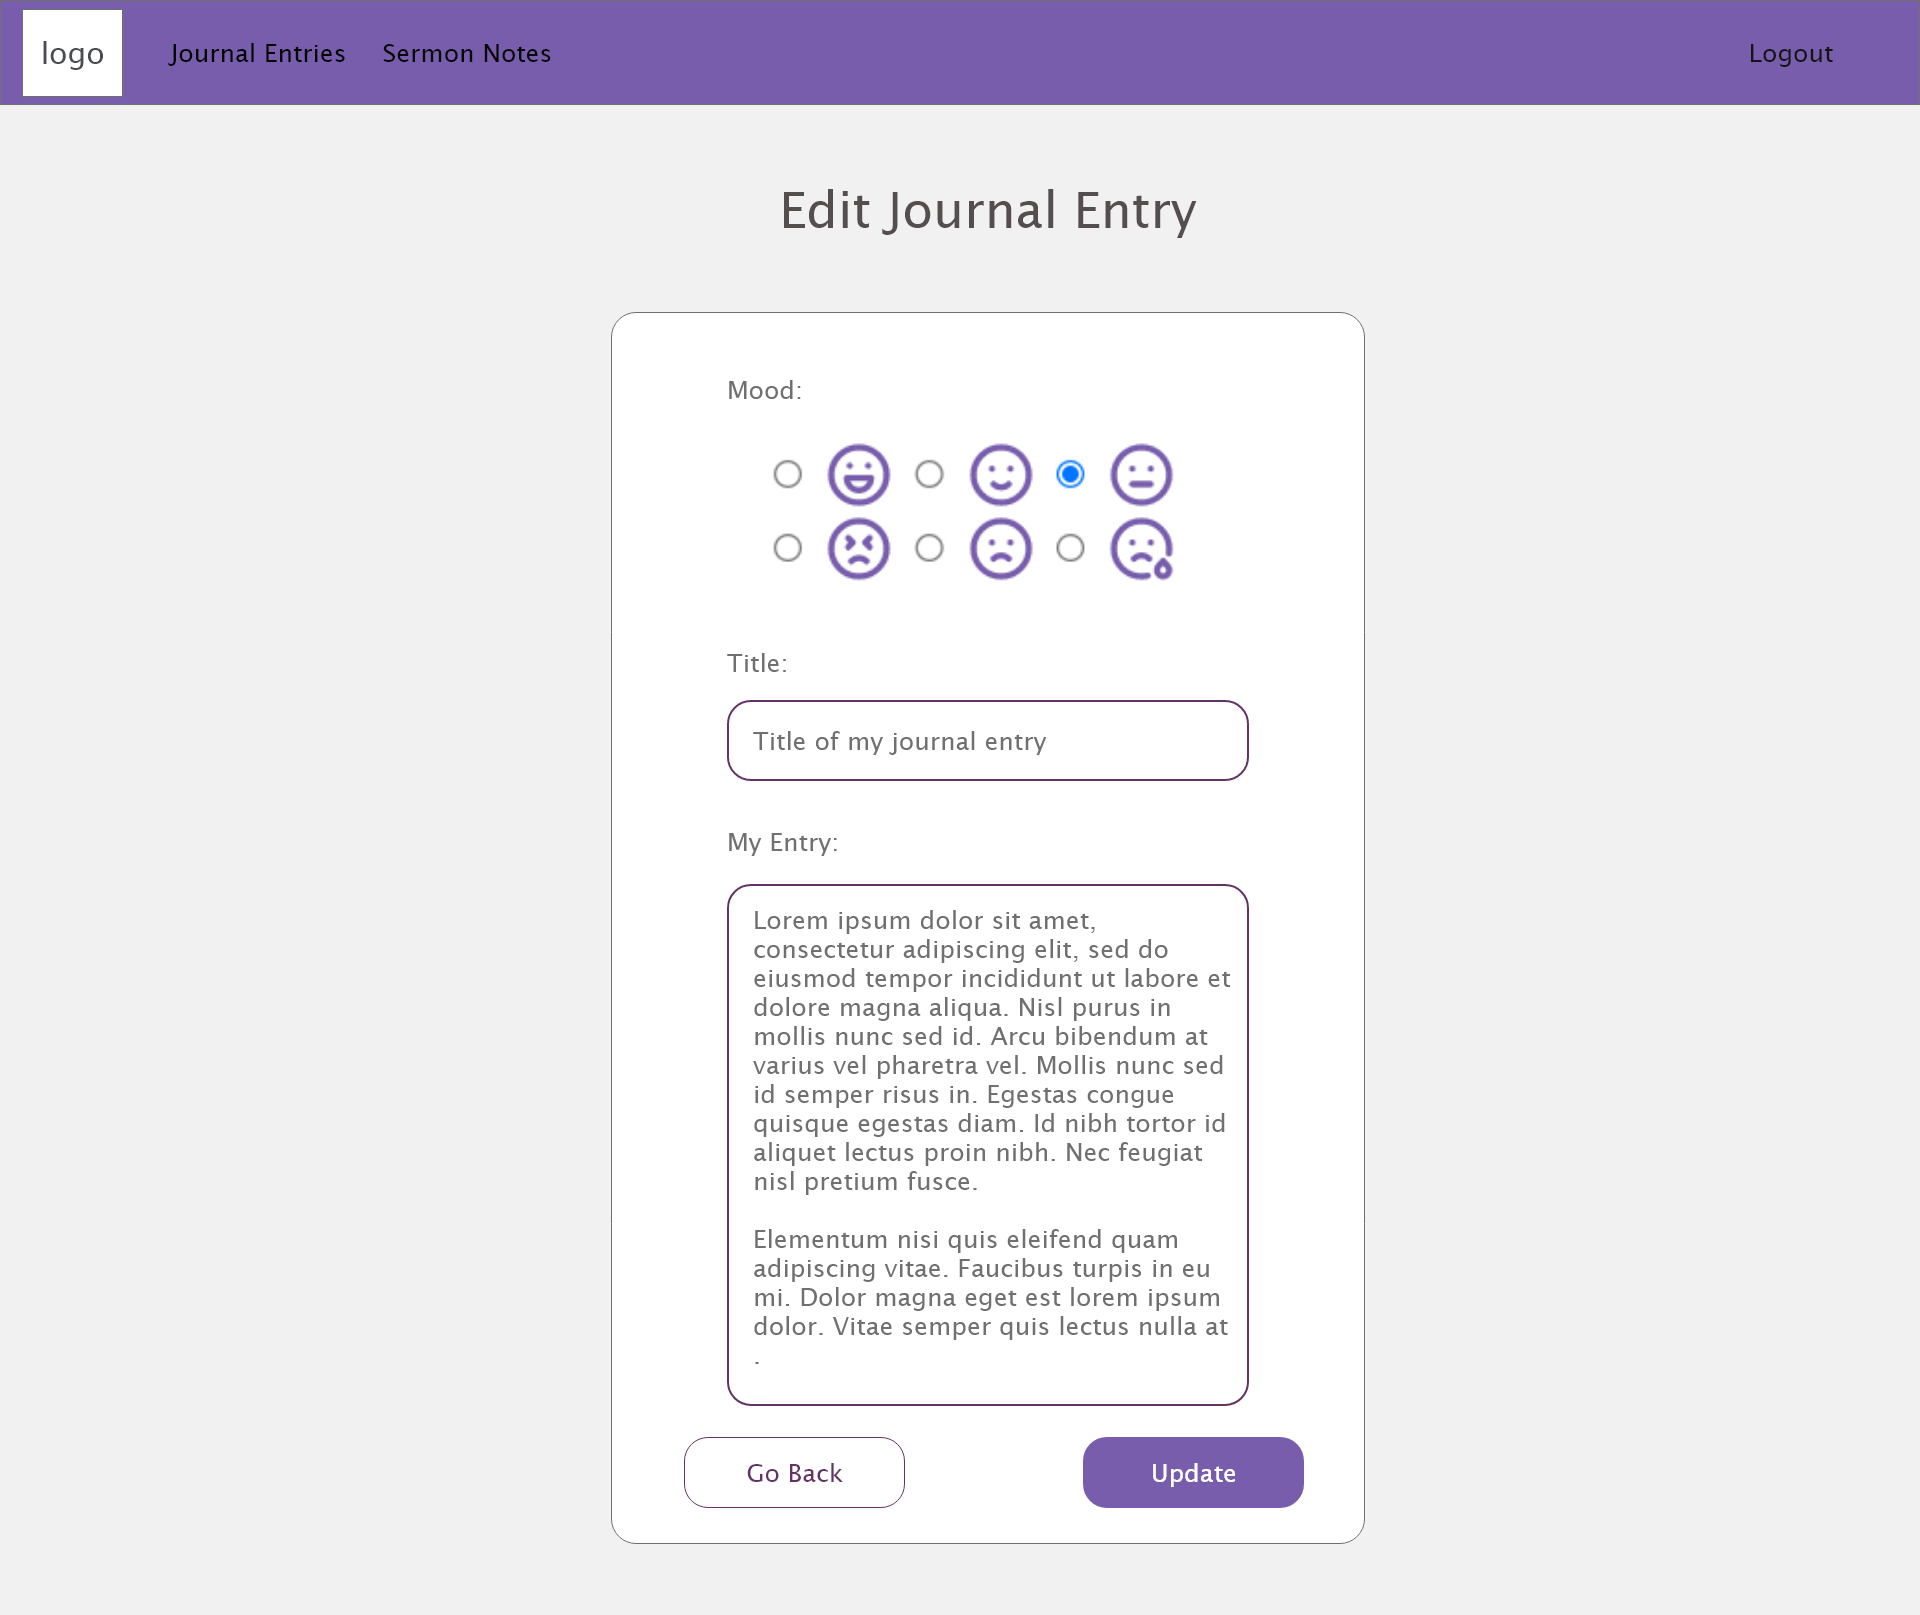 logo
Journal Entries
Sermon Notes
Logout
Edit Journal Entry
Mood:
Title:
Title of my journal entry
My Entry:
Lorem ipsum dolor sit amet,
consectetur adipiscing elit, sed do
eiusmod tempor incididunt ut labore et
dolore magna aliqua. Nisl purus in
mollis nunc sed id. Arcu bibendum at
varius vel pharetra vel. Mollis nunc sed
id semper risus in. Egestas congue
quisque egestas diam. Id nibh tortor id
aliquet lectus proin nibh. Nec feugiat
nisl pretium fusce.
Elementum nisi quis eleifend quam
adipiscing vitae. Faucibus turpis in eu
mi. Dolor magna eget est lorem ipsum
dolor. Vitae semper quis lectus nulla at
.
Go Back
Update